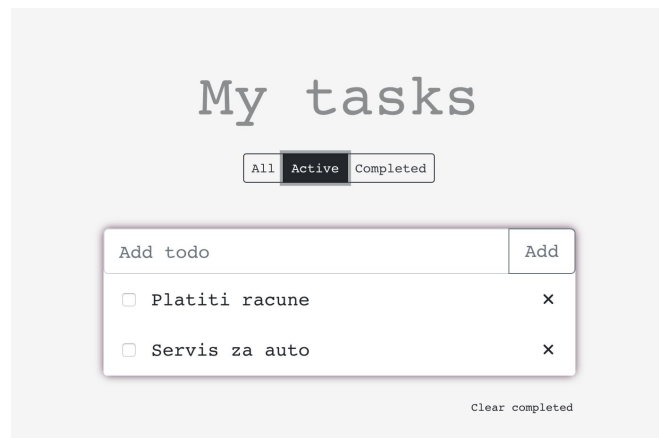 My tasks
All Active Completed
Add todo Add
Platiti racune ×
Servis za auto ×
Clear completed